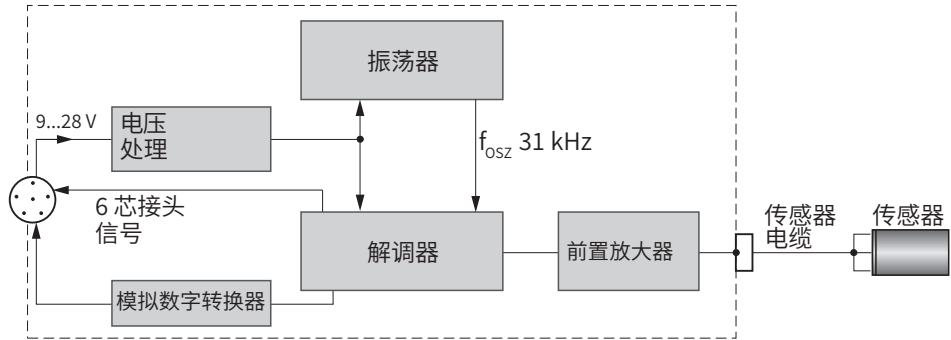 振荡器
9...28 V
电压
处理
fosz 31 kHz
6 芯接头
信号
传感器
电缆
传感器
解调器
前置放大器
模拟数字转换器